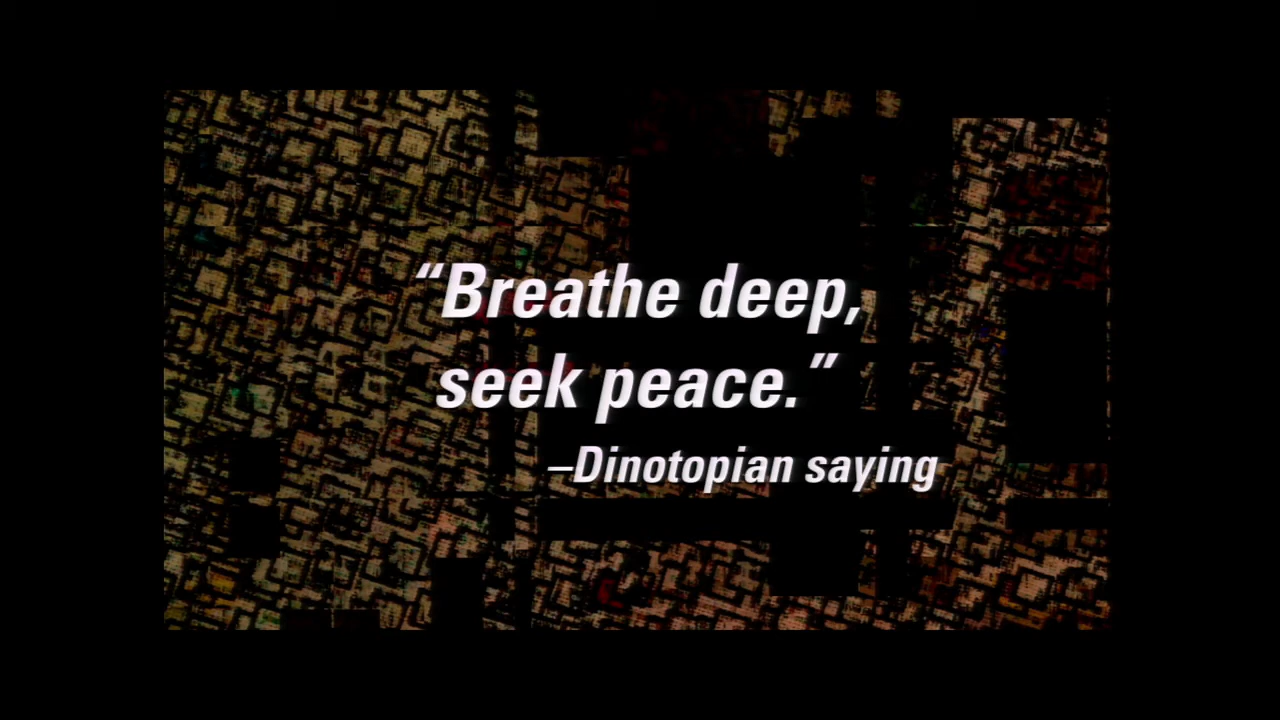 “Breathe deep,
seek peace.”
–Dinotopian saying